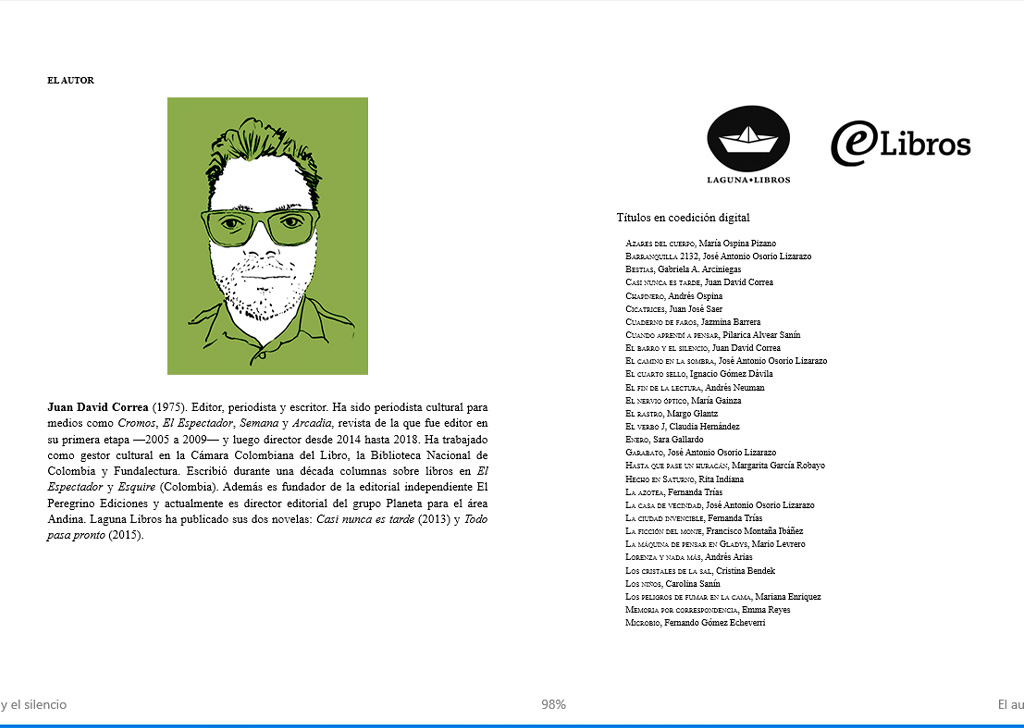 EL AUTOR
Juan David Correa (1975). Editor, periodista y escritor. Ha sido periodista cultural para
medios como Cromos, El Espectador, Semana y Arcadia, revista de la que fue editor en
su primera etapa —2005 a 2009— y luego director desde 2014 hasta 2018. Ha trabajado
como gestor cultural en la Cámara Colombiana del Libro, la Biblioteca Nacional de
Colombia y Fundalectura. Escribió durante una década columnas sobre libros en El
Espectador y Esquire (Colombia). Además es fundador de la editorial independiente El
Peregrino Ediciones y actualmente es director editorial del grupo Planeta para el área
Andina. Laguna Libros ha publicado sus dos novelas: Casi nunca es tarde (2013) y Todo
pasa pronto (2015).
LAGUNA•LIBROS
eLibros
Títulos en coedición digital
Azares del cuerpo, María Ospina Pizano
Barranquilla 2132, José Antonio Osorio Lizarazo
Bestias, Gabriela A. Arciniegas
Casi nunca es tarde, Juan David Correa
Chapinero, Andrés Ospina
Cicatrices, Juan José Saer
Cuaderno de faros, Jazmina Barrera
Cuando aprendí a pensar, Pilarica Alvear Sanín
El barro y el silencio, Juan David Correa
El camino en la sombra, José Antonio Osorio Lizarazo
El cuarto sello, Ignacio Gómez Dávila
El fin de la lectura, Andrés Neuman
El nervio óptico, María Gainza
El rastro, Margo Glantz
El verbo J, Claudia Hernández
Enero, Sara Gallardo
Garabato, José Antonio Osorio Lizarazo
Hasta que pase un huracán, Margarita García Robayo
Hecho en Saturno, Rita Indiana
La azotea, Fernanda Trías
La casa de vecindad, José Antonio Osorio Lizarazo
La ciudad invencible, Fernanda Trías
La ficción del monje, Francisco Montaña Ibáñez
La máquina de pensar en Gladys, Mario Levrero
Lorenza y nada más, Andrés Arias
Los cristales de la sal, Cristina Bendek
Los niños, Carolina Sanín
Los peligros de fumar en la cama, Mariana Enriquez
Memoria por correspondencia, Emma Reyes
Microbio, Fernando Gómez Echeverri
y el silencio
98%
El au